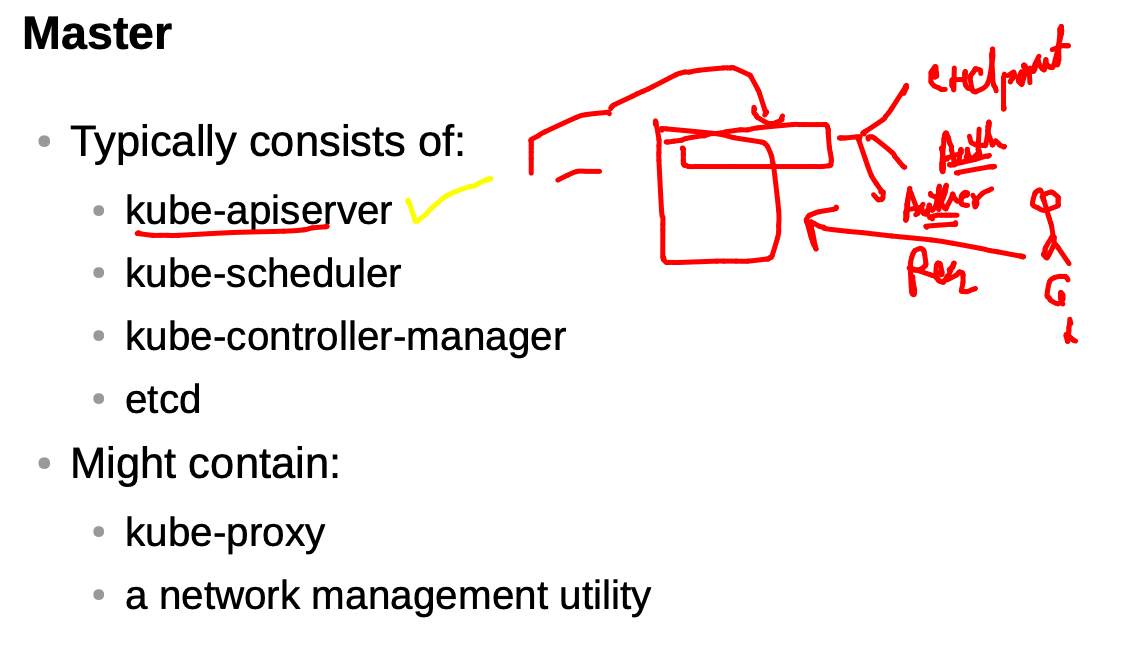 Master
Typically consists of:
kube-apiserver
kube-scheduler
kube-controller-manager
etcd
Might contain:
kube-proxy
a network management utility
endpoint
Auth
Auther
Req